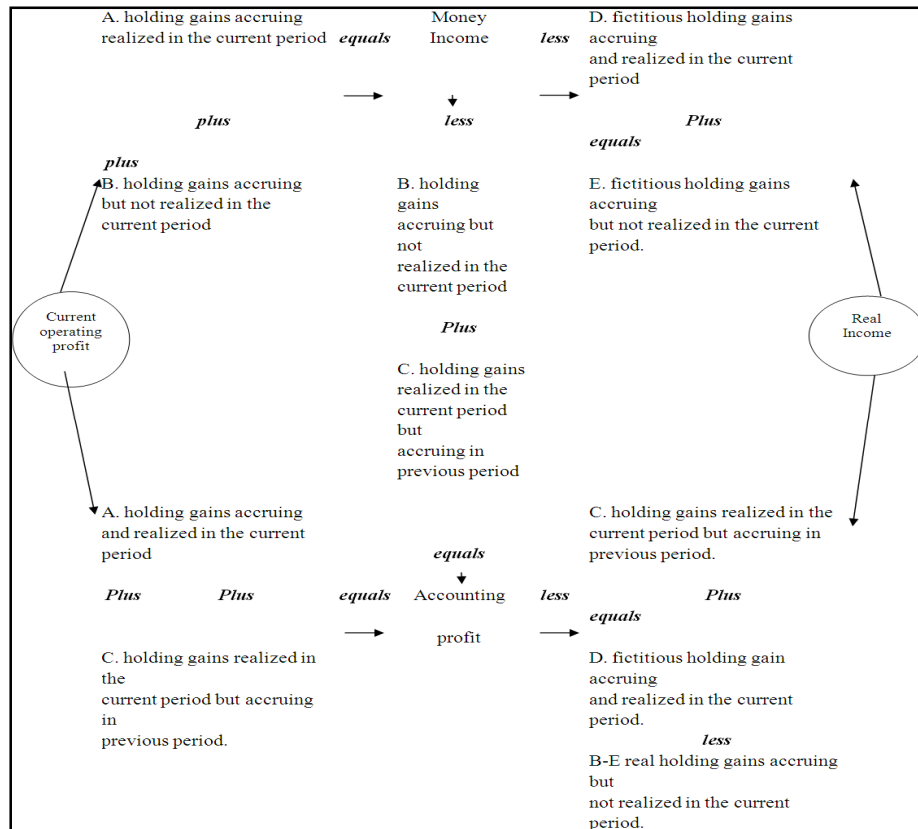 A. holding gains accruing
realized in the current period
equals
Money
Income
less
D. fictitious holding gains
accruing
and realized in the current
period
plus
less
Plus
equals
plus
B. holding gains accruing
but not realized in the
current period
B. holding
gains
accruing but
not
realized in the
current period
E. fictitious holding gains
accruing
but not realized in the current
period.
Current
operating
profit
Plus
Real
Income
C. holding gains
realized in the
current period
but
accruing in
previous period
A. holding gains accruing
and realized in the current
period
equals
C. holding gains realized in the
current period but accruing in
previous period.
Plus
Plus
equals
Accounting
profit
less
Plus
equals
C. holding gains realized in
the
current period but accruing
in
previous period.
D. fictitious holding gain
accruing
and realized in the current
period.
less
B-E real holding gains accruing
but
not realized in the current
period.